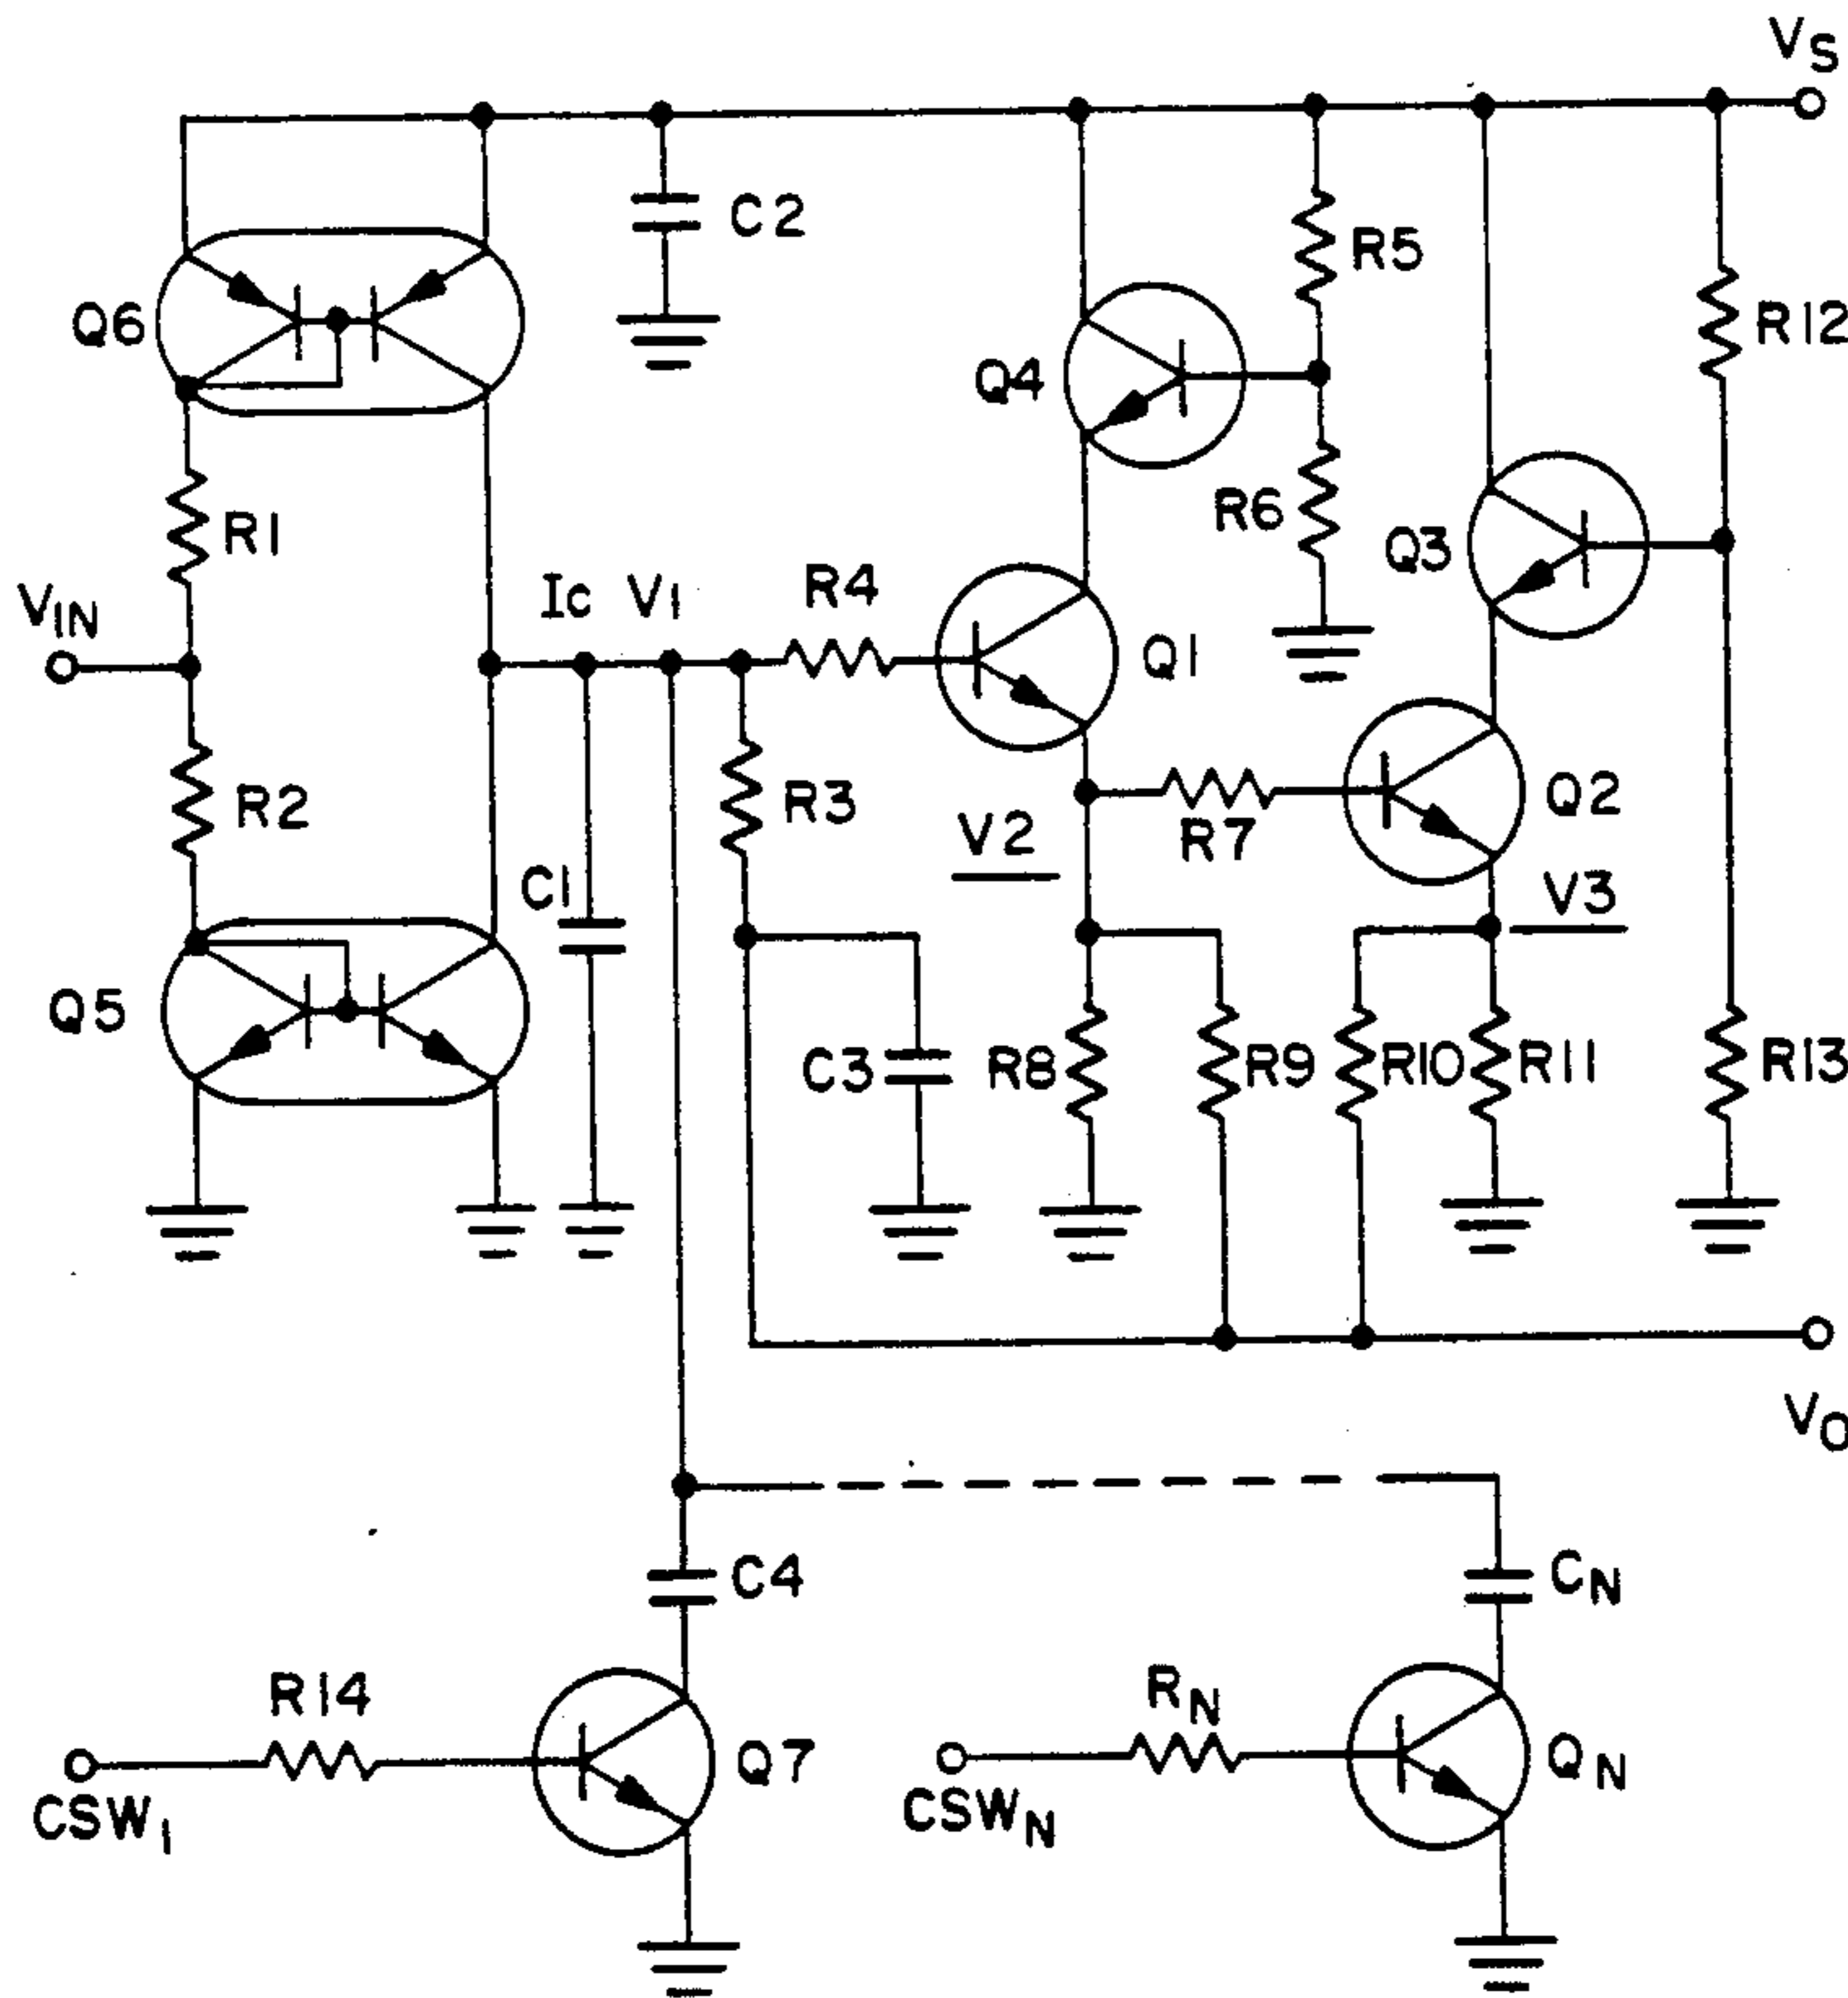 VS
C2
R5
R12
Q6
Q4
R6
Q3
R1
VIN
Ic V1
R4
Q1
R2
R3
V2
R7
Q2
C1
V3
Q5
C3
R8
R9
R10
R11
R13
VO
C4
CN
R14
RN
Q7
QN
CSW1
CSWN